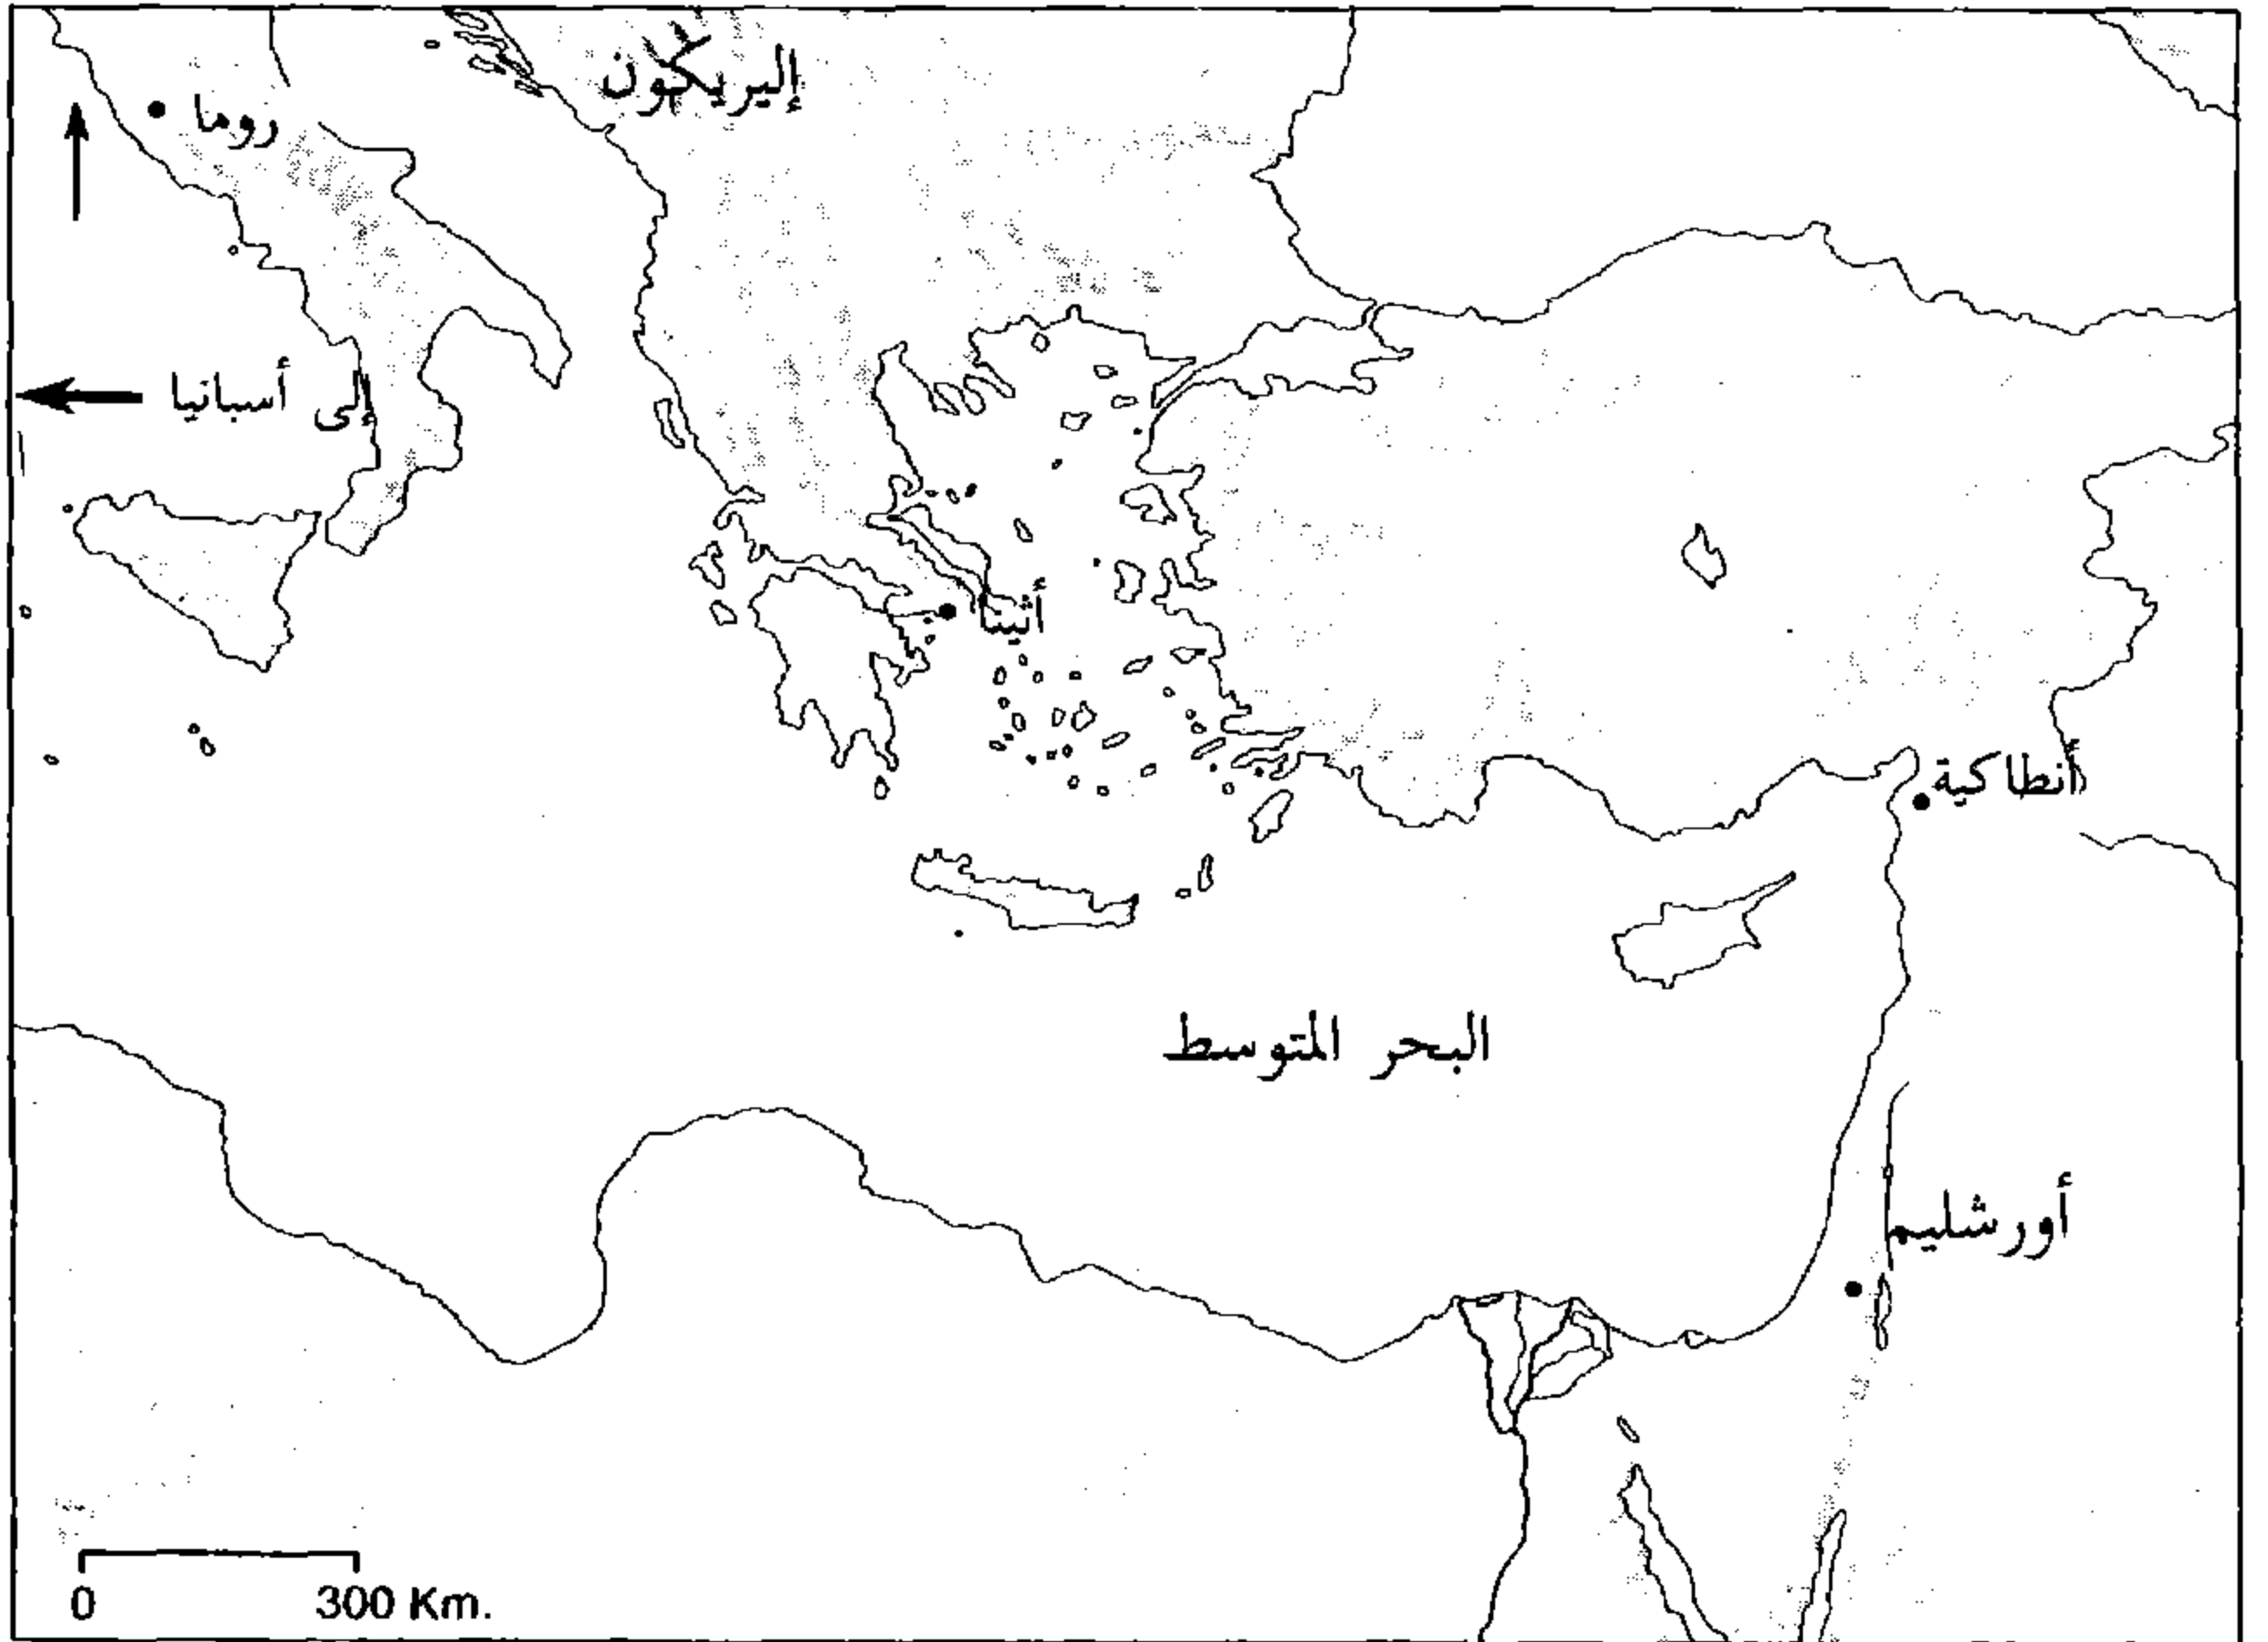 إليريكون
روما
إلى أسبانيا
أثينا
أنطاكية
البحر المتوسط
أورشليم
0 300 Km.